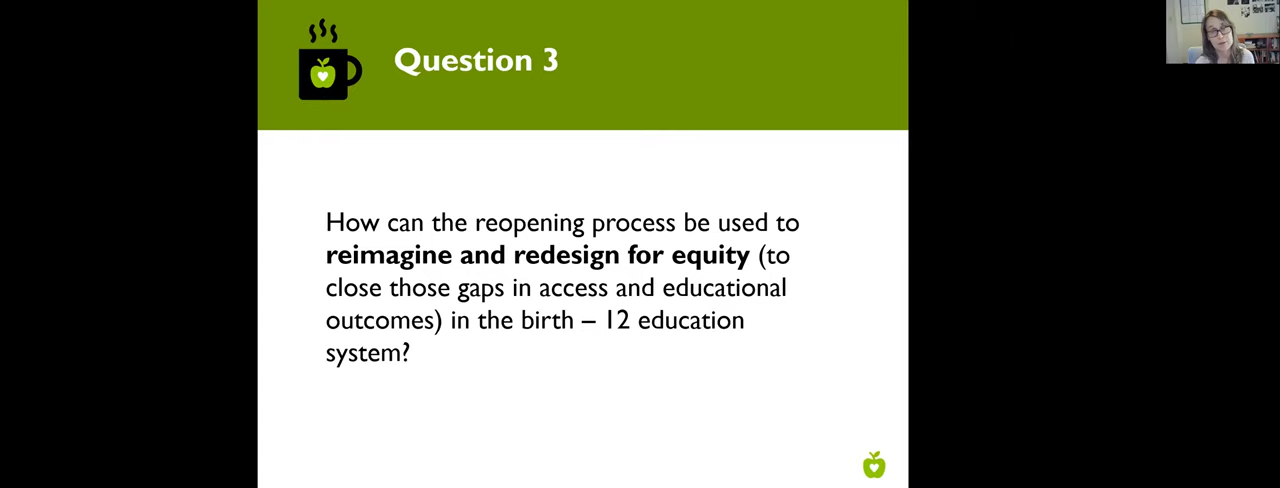 Question 3
How can the reopening process be used to
reimagine and redesign for equity (to
close those gaps in access and educational
outcomes) in the birth – 12 education
system?